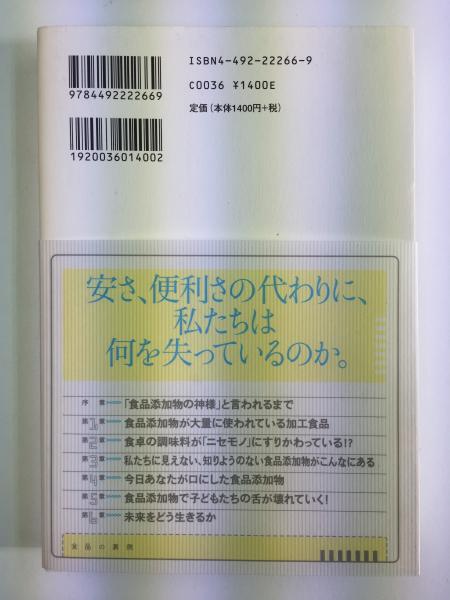 ISBN4-492-22266-9
C0036 ¥1400E
定価(本体1400円+税)
9784492222669
1920036014002
安さ、便利さの代わりに、
私たちは
何を失っているのか。
序 章 「食品添加物の神様」と言われるまで
第1章 食品添加物が大量に使われている加工食品
第2章 食卓の調味料が「ニセモノ」にすりかわっている!?
第3章 私たちに見えない、知りようのない食品添加物がこんなにある
第4章 今日あなたが口にした食品添加物
第5章 食品添加物で子どもたちの舌が壊れていく!
第6章 未来をどう生きるか
食品の裏側